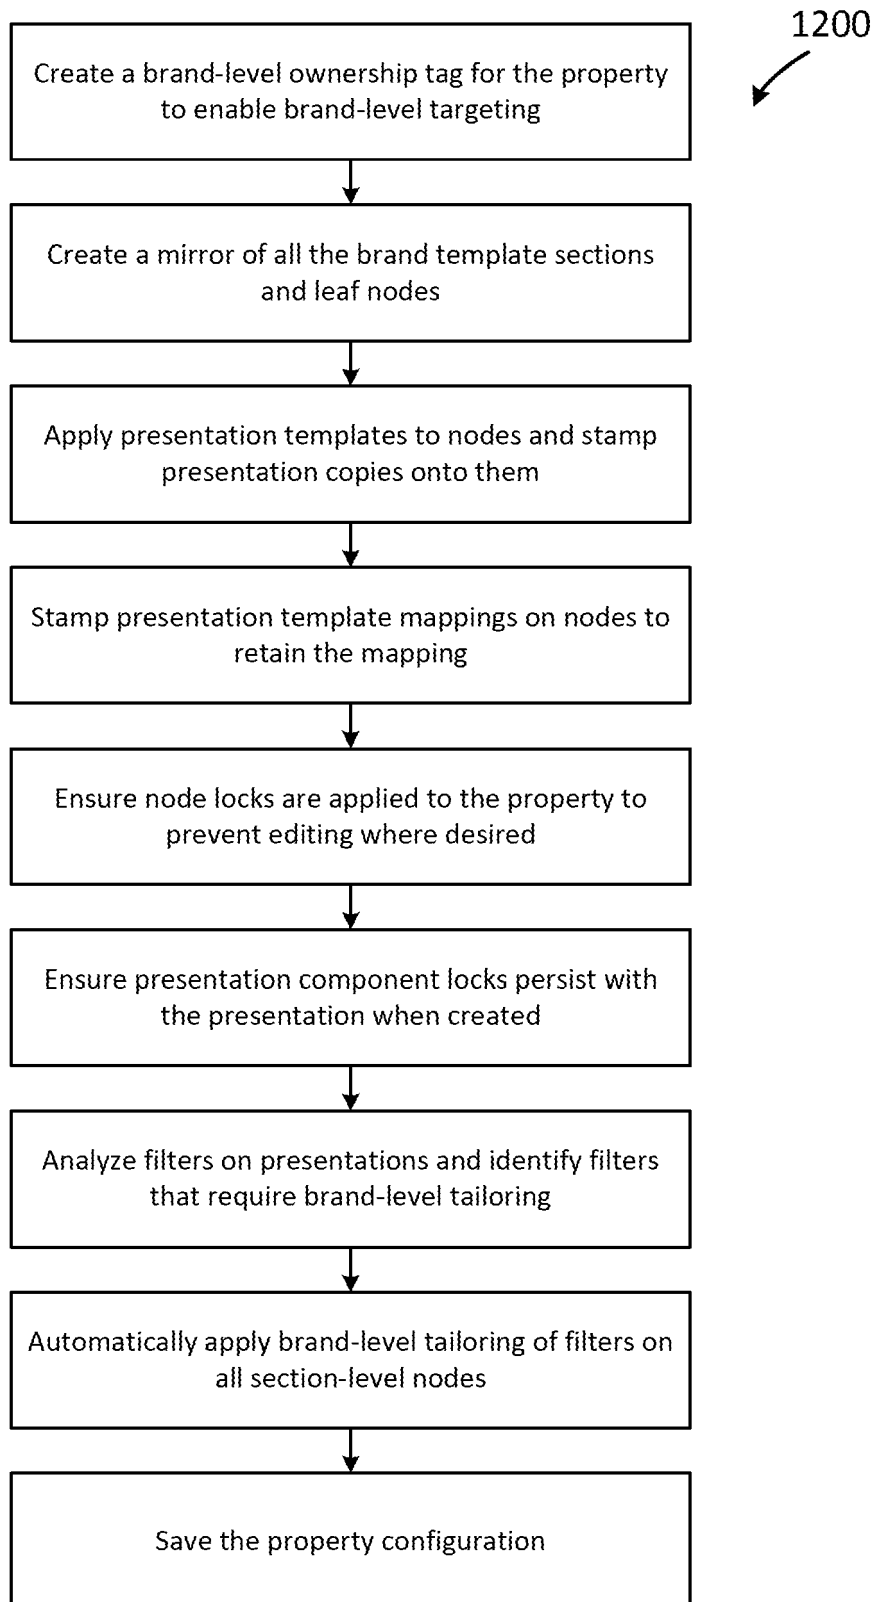 1200
Create a brand-level ownership tag for the property
to enable brand-level targeting
Create a mirror of all the brand template sections
and leaf nodes
Apply presentation templates to nodes and stamp
presentation copies onto them
Stamp presentation template mappings on nodes to
retain the mapping
Ensure node locks are applied to the property to
prevent editing where desired
Ensure presentation component locks persist with
the presentation when created
Analyze filters on presentations and identify filters
that require brand-level tailoring
Automatically apply brand-level tailoring of filters on
all section-level nodes
Save the property configuration